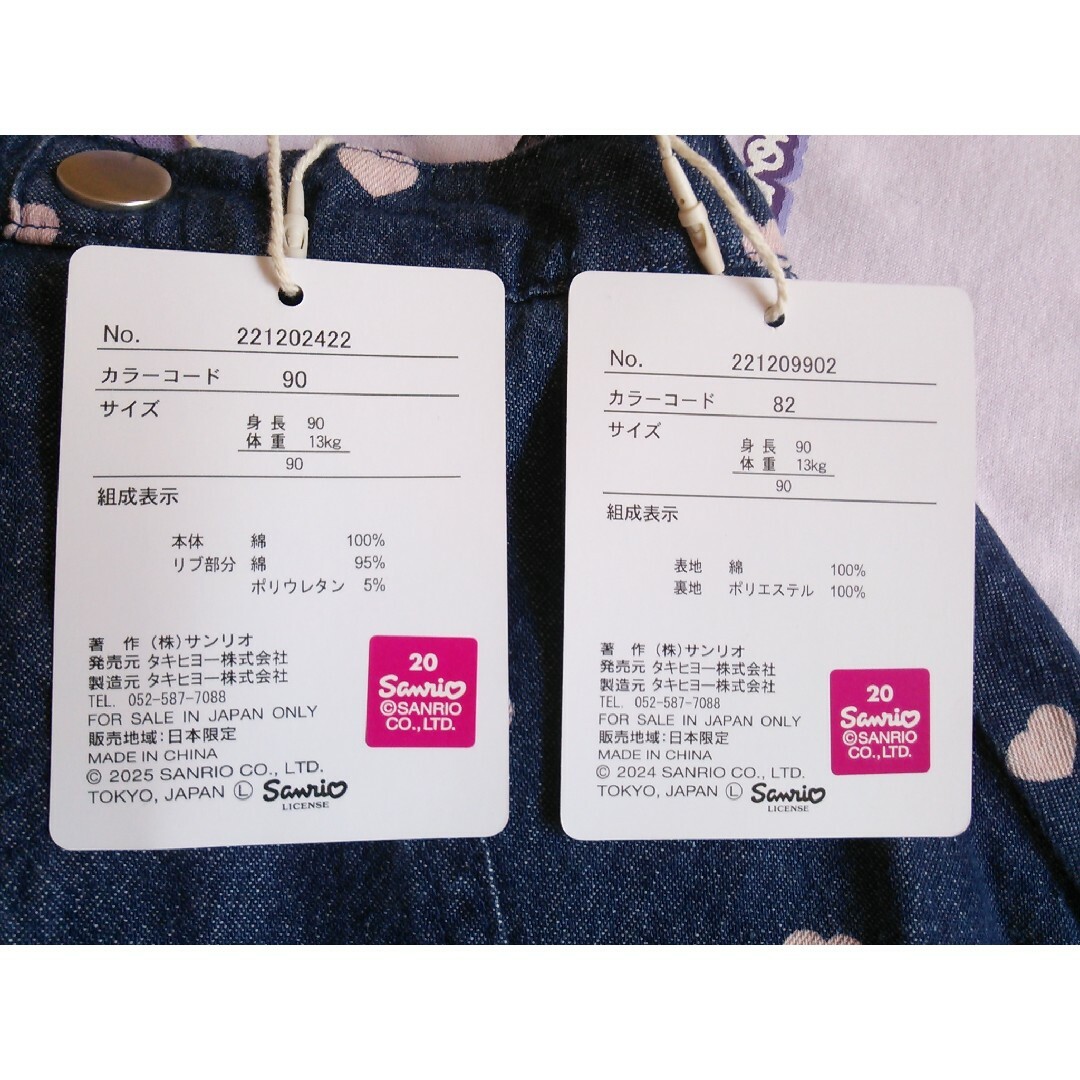 No. 221202422
カラーコード 90
サイズ
身長 90
体重 13kg
90
組成表示
本体 綿 100%
リブ部分 綿 95%
ポリウレタン 5%
著 作 (株)サンリオ
発売元 タキヒヨー株式会社
製造元 タキヒヨー株式会社
TEL. 052-587-7088
FOR SALE IN JAPAN ONLY
販売地域:日本限定
MADE IN CHINA
© 2025 SANRIO CO., LTD.
TOKYO, JAPAN Ⓛ Sanrio
LICENSE
20
Sanrio
©SANRIO
CO.,LTD.
No. 221209902
カラーコード 82
サイズ
身長 90
体重 13kg
90
組成表示
表地 綿 100%
裏地 ポリエステル 100%
著 作 (株)サンリオ
発売元 タキヒヨー株式会社
製造元 タキヒヨー株式会社
TEL. 052-587-7088
FOR SALE IN JAPAN ONLY
販売地域:日本限定
MADE IN CHINA
© 2024 SANRIO CO., LTD.
TOKYO, JAPAN Ⓛ Sanrio
LICENSE
20
Sanrio
©SANRIO
CO.,LTD.